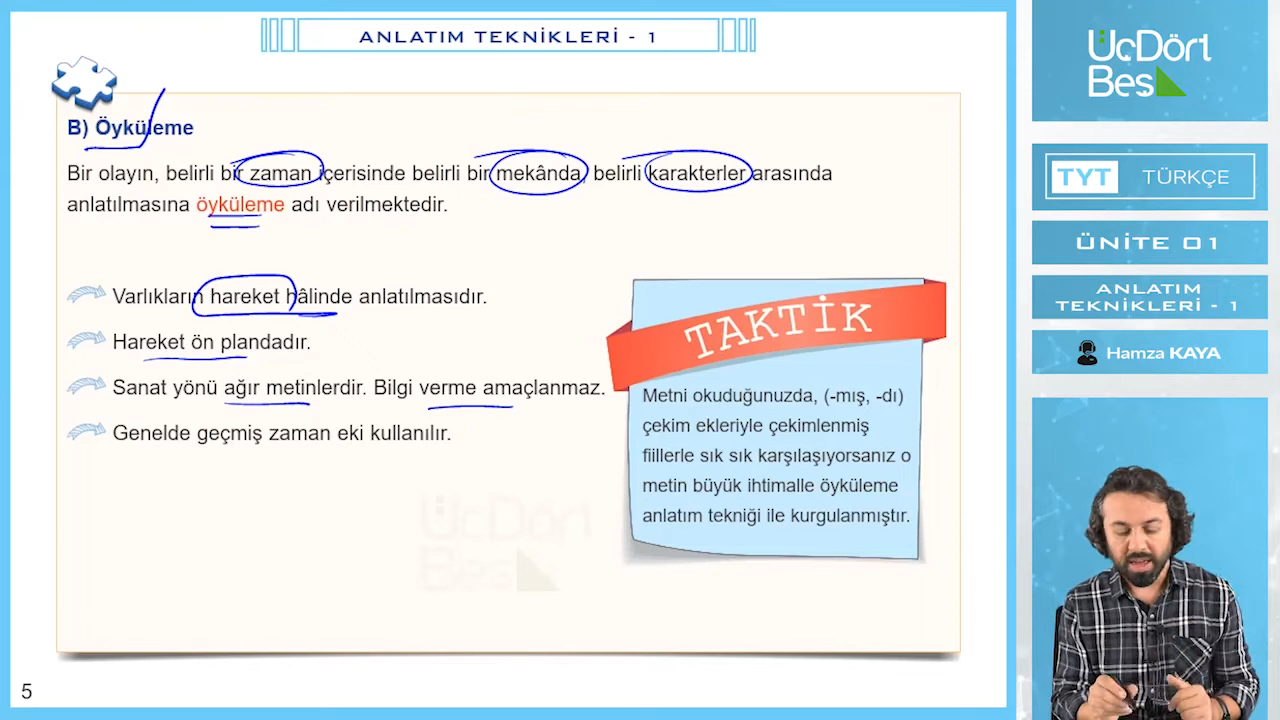 ANLATIM TEKNİKLERİ - 1
B) Öyküleme
Bir olayın, belirli bir zaman içerisinde belirli bir mekânda, belirli karakterler arasında
anlatılmasına öyküleme adı verilmektedir.
Varlıkların hareket hâlinde anlatılmasıdır.
Hareket ön plandadır.
Sanat yönü ağır metinlerdir. Bilgi verme amaçlanmaz.
Genelde geçmiş zaman eki kullanılır.
TAKTİK
Metni okuduğunuzda, (-mış, -dı)
çekim ekleriyle çekimlenmiş
fiillerle sık sık karşılaşıyorsanız o
metin büyük ihtimalle öyküleme
anlatım tekniği ile kurgulanmıştır.
ÜçDört
Beş
5
ÜçDört
Beş
TYT TÜRKÇE
ÜNİTE 01
ANLATIM
TEKNİKLERİ - 1
Hamza KAYA